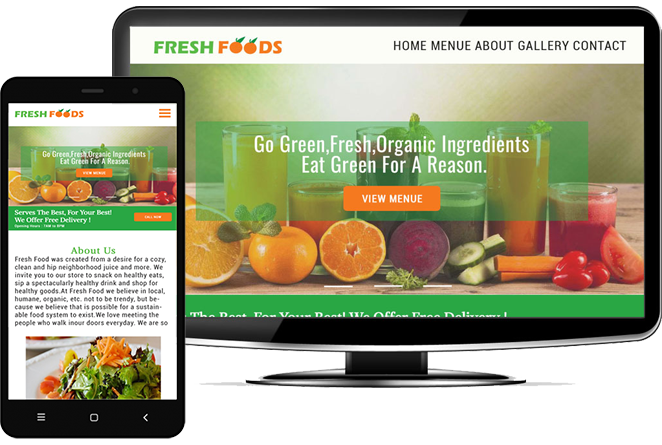 FRESH FOODS
HOME MENUE ABOUT GALLERY CONTACT
Go Green,Fresh,Organic Ingredients
Eat Green For A Reason.
VIEW MENUE
The Best, For Your Best! We Offer Free Delivery !
FRESH FOODS
Go Green,Fresh,Organic Ingredients
Eat Green For A Reason.
VIEW MENUE
Serves The Best, For Your Best!
We Offer Free Delivery !
Opening Hours : 7AM to 8PM
CALL NOW
About Us
Fresh Food was created from a desire for a cozy,
clean and hip neighborhood juice and more. We
invite you to our store to snack on healthy eats,
sip a spectacularly healthy drink and shop for
healthy goods.At Fresh Food we believe in local,
humane, organic, etc. not to be trendy, but be-
cause we believe that is possible for a sustain-
able food system to exist.We love meeting the
people who walk inour doors everyday. We are so